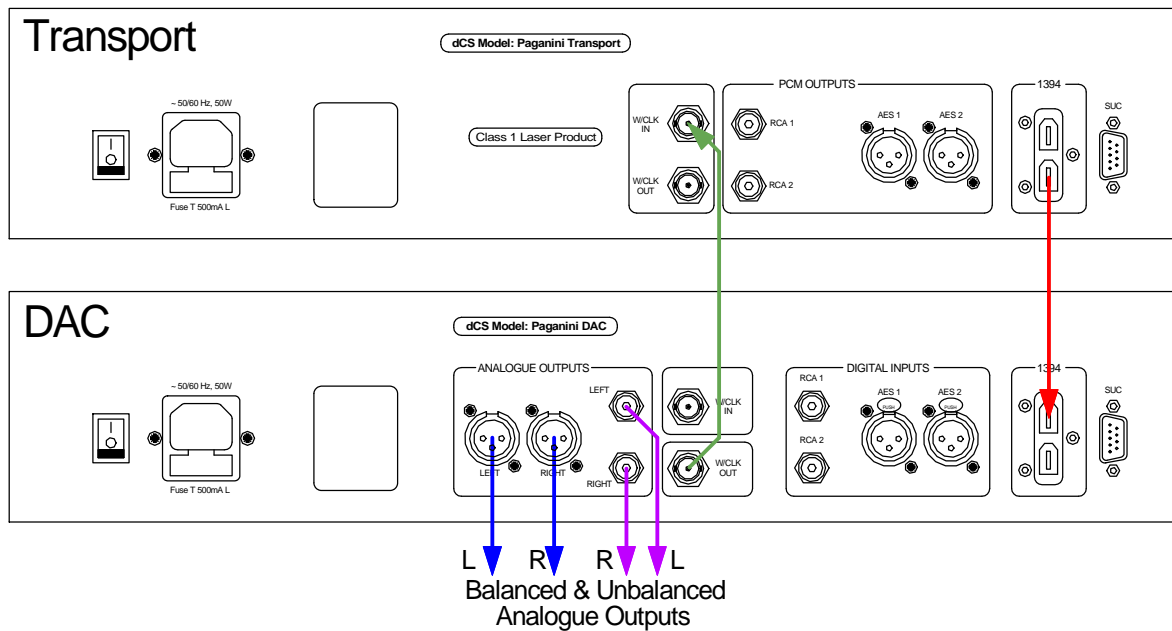 Transport
dCS Model: Paganini Transport
~ 50/60 Hz, 50W
Fuse T 500mA L
Class 1 Laser Product
W/CLK
IN
W/CLK
OUT
PCM OUTPUTS
RCA 1
RCA 2
AES 1
AES 2
1394
SUC
DAC
dCS Model: Paganini DAC
~ 50/60 Hz, 50W
Fuse T 500mA L
ANALOGUE OUTPUTS
LEFT
LEFT
RIGHT
RIGHT
W/CLK
IN
W/CLK
OUT
DIGITAL INPUTS
RCA 1
RCA 2
AES 1
PUSH
AES 2
PUSH
1394
SUC
L
R
R
L
Balanced & Unbalanced
Analogue Outputs